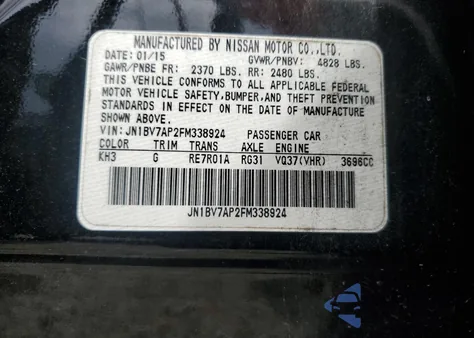 MANUFACTURED BY NISSAN MOTOR CO.,LTD.
DATE: 01/15 GVWR/PNBV: 4828 LBS.
GAWR/PNBE FR: 2370 LBS. RR: 2480 LBS.
THIS VEHICLE CONFORMS TO ALL APPLICABLE FEDERAL
MOTOR VEHICLE SAFETY, BUMPER, AND THEFT PREVENTION
STANDARDS IN EFFECT ON THE DATE OF MANUFACTURE
SHOWN ABOVE.
VIN: JN1BV7AP2FM338924 PASSENGER CAR
COLOR TRIM TRANS AXLE ENGINE
KH3 G RE7R01A RG31 VQ37(VHR) 3696CC
JN1BV7AP2FM338924